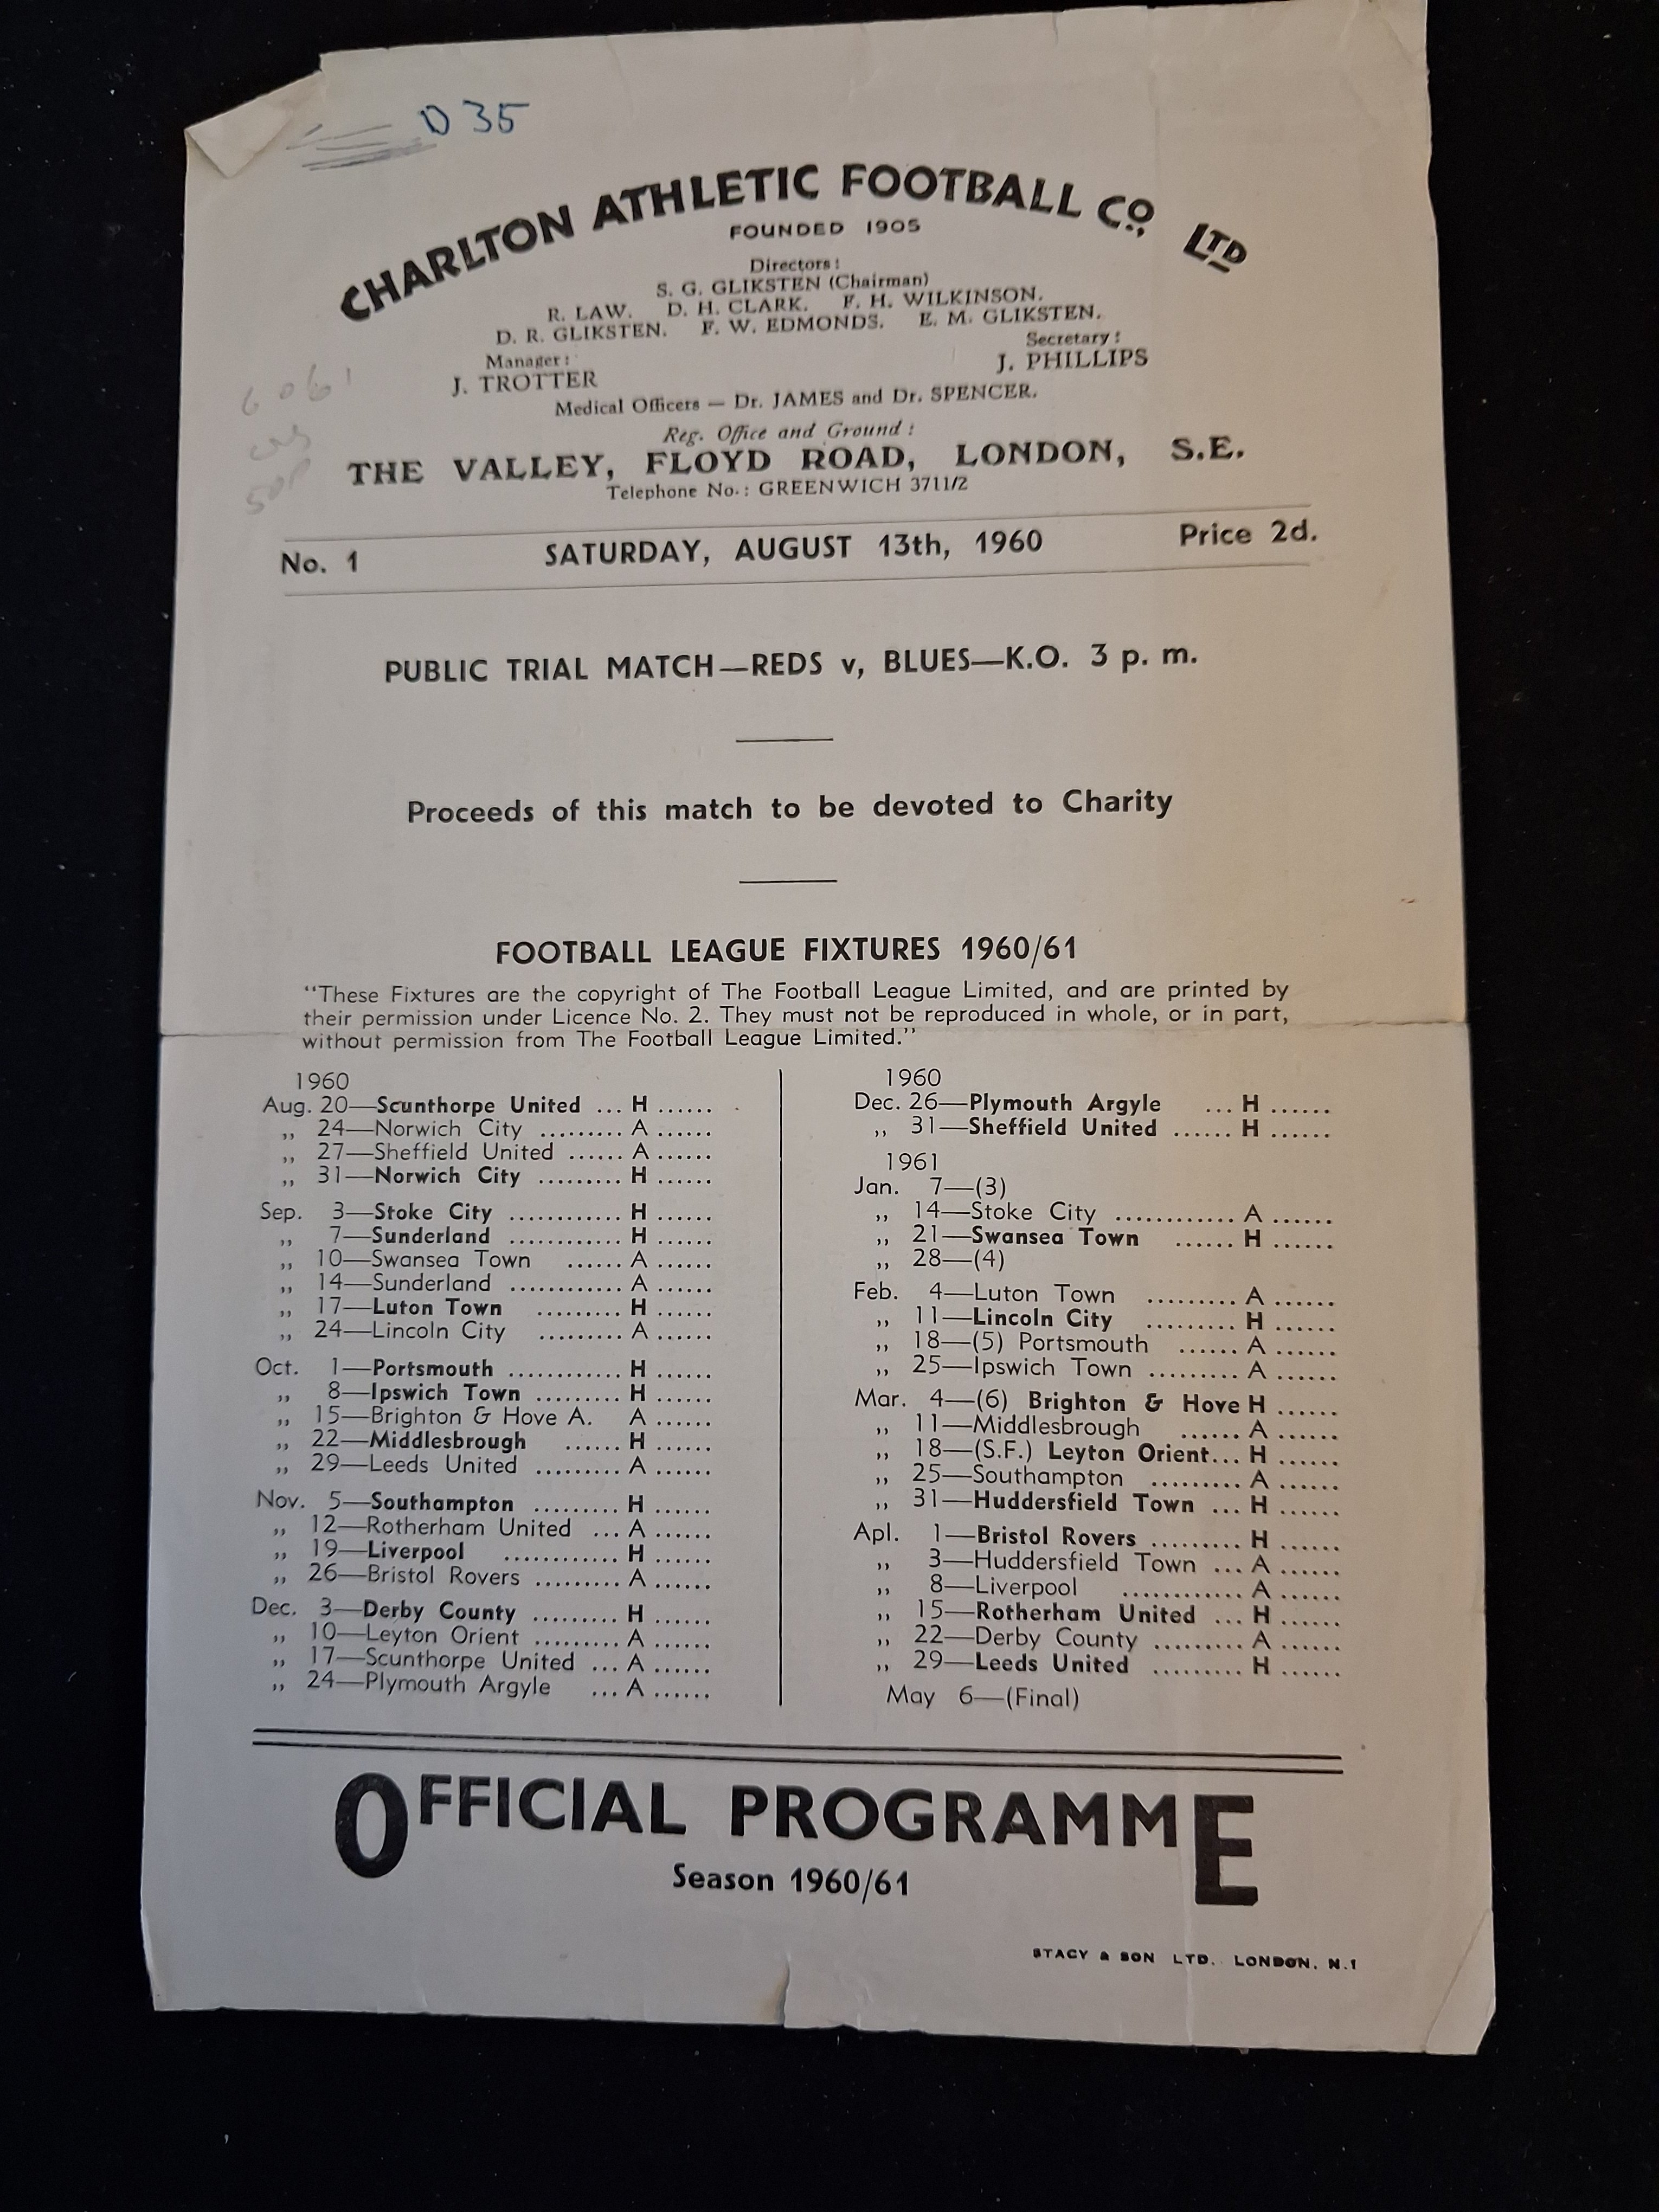 D 35
CHARLTON ATHLETIC FOOTBALL CO., LTD
FOUNDED 1905
Directors:
S. G. GLIKSTEN (Chairman)
R. LAW. D. H. CLARK. F. H. WILKINSON.
D. R. GLIKSTEN. F. W. EDMONDS. E. M. GLIKSTEN.
Manager: Secretary:
J. TROTTER J. PHILLIPS
Medical Officers — Dr. JAMES and Dr. SPENCER.
6061
50P
Reg. Office and Ground:
THE VALLEY, FLOYD ROAD, LONDON, S.E.
Telephone No.: GREENWICH 3711/2
No. 1 SATURDAY, AUGUST 13th, 1960 Price 2d.
PUBLIC TRIAL MATCH—REDS v, BLUES—K.O. 3 p. m.
Proceeds of this match to be devoted to Charity
FOOTBALL LEAGUE FIXTURES 1960/61
"These Fixtures are the copyright of The Football League Limited, and are printed by
their permission under Licence No. 2. They must not be reproduced in whole, or in part,
without permission from The Football League Limited."
1960
Aug. 20—Scunthorpe United ... H ......
,, 24—Norwich City ......... A ......
,, 27—Sheffield United ...... A ......
,, 31—Norwich City ......... H ......
Sep. 3—Stoke City ............ H ......
,, 7—Sunderland ............ H ......
,, 10—Swansea Town ...... A ......
,, 14—Sunderland ............ A ......
,, 17—Luton Town ......... H ......
,, 24—Lincoln City ......... A ......
Oct. 1—Portsmouth ............ H ......
,, 8—Ipswich Town ......... H ......
,, 15—Brighton & Hove A. A ......
,, 22—Middlesbrough ...... H ......
,, 29—Leeds United ......... A ......
Nov. 5—Southampton ......... H ......
,, 12—Rotherham United ... A ......
,, 19—Liverpool ............ H ......
,, 26—Bristol Rovers ......... A ......
Dec. 3—Derby County ......... H ......
,, 10—Leyton Orient ......... A ......
,, 17—Scunthorpe United ... A ......
,, 24—Plymouth Argyle ... A ......
1960
Dec. 26—Plymouth Argyle ... H ......
,, 31—Sheffield United ...... H ......
1961
Jan. 7—(3)
,, 14—Stoke City ............ A ......
,, 21—Swansea Town ...... H ......
,, 28—(4)
Feb. 4—Luton Town ......... A ......
,, 11—Lincoln City ......... H ......
,, 18—(5) Portsmouth ...... A ......
,, 25—Ipswich Town ......... A ......
Mar. 4—(6) Brighton & Hove H ......
,, 11—Middlesbrough ...... A ......
,, 18—(S.F.) Leyton Orient... H ......
,, 25—Southampton ......... A ......
,, 31—Huddersfield Town ... H ......
Apl. 1—Bristol Rovers ......... H ......
,, 3—Huddersfield Town ... A ......
,, 8—Liverpool ............ A ......
,, 15—Rotherham United ... H ......
,, 22—Derby County ......... A ......
,, 29—Leeds United ......... H ......
May 6—(Final)
OFFICIAL PROGRAMME
Season 1960/61
STACY & SON LTD. LONDON. N.1